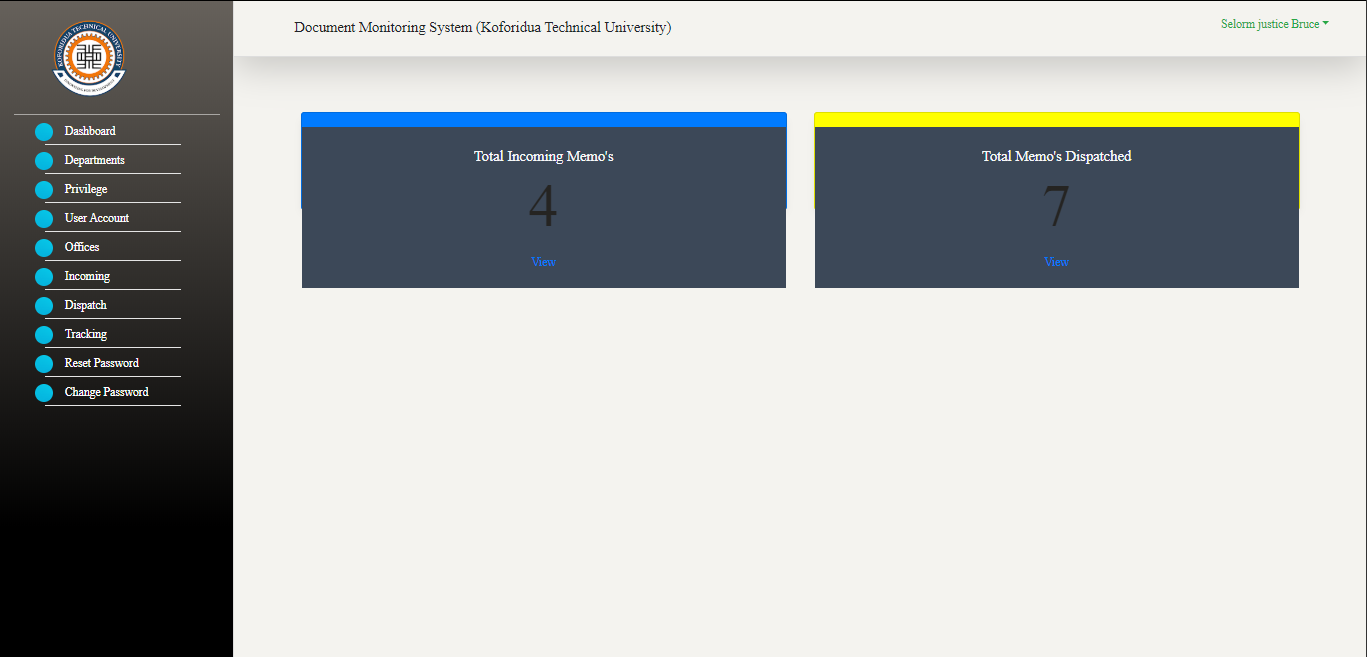 KOFORIDUA TECHNICAL UNIVERSITY
Document Monitoring System (Koforidua Technical University)
Selorm justice Bruce
Dashboard
Departments
Privilege
User Account
Offices
Incoming
Dispatch
Tracking
Reset Password
Change Password
Total Incoming Memo's
4
View
Total Memo's Dispatched
7
View